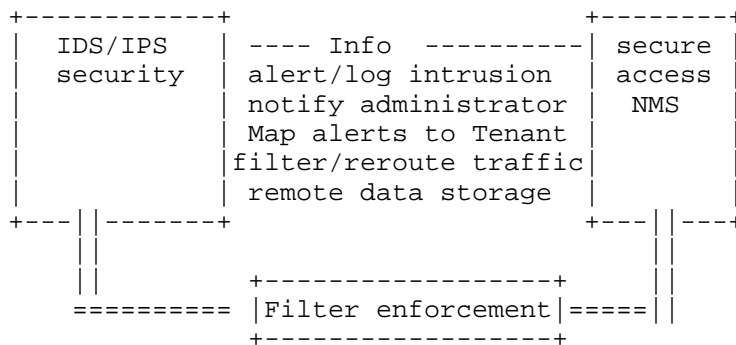 IDS/IPS ---- Info ---------- secure
security alert/log intrusion access
notify administrator NMS
Map alerts to Tenant
filter/reroute traffic
remote data storage
Filter enforcement